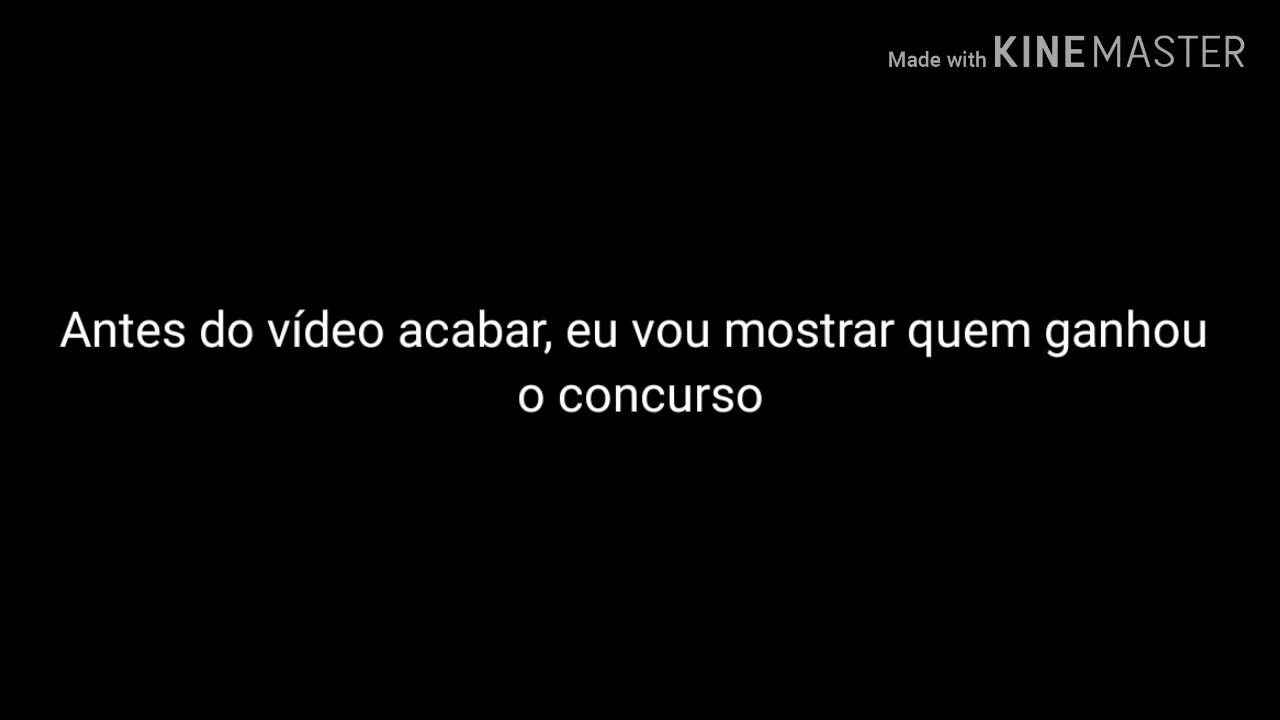 Made with KINEMASTER
Antes do vídeo acabar, eu vou mostrar quem ganhou
o concurso